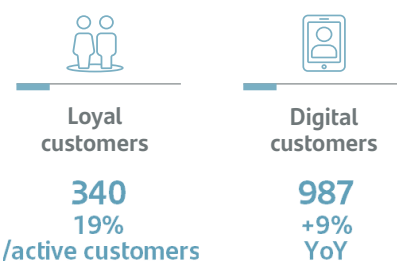 Loyal
customers
340
19%
/active customers
Digital
customers
987
+9%
YoY